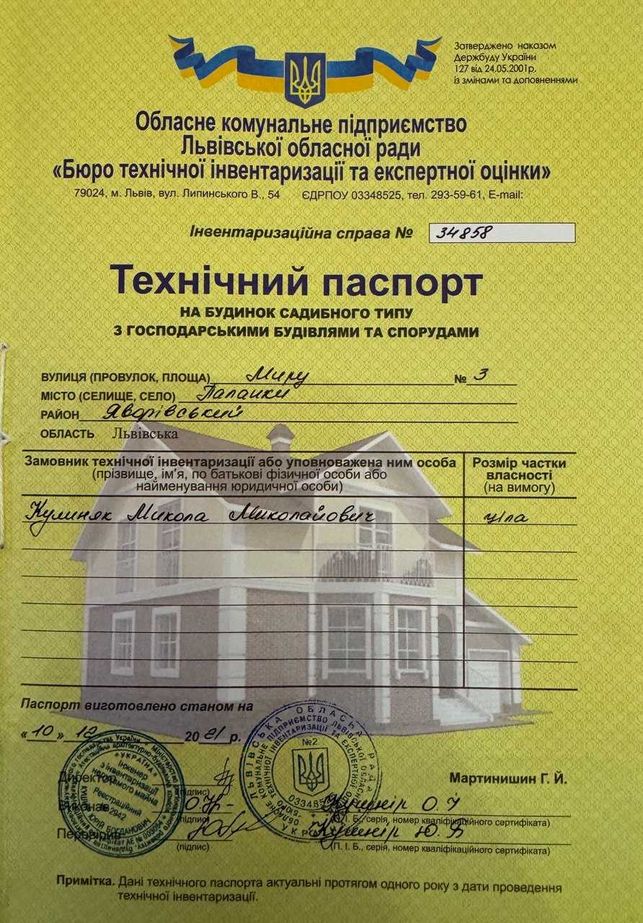 Затверджено наказом
Держбуду України
127 від 24.05.2001р.
із змінами та доповненнями
Обласне комунальне підприємство
Львівської обласної ради
«Бюро технічної інвентаризації та експертної оцінки»
79024, м. Львів, вул. Липинського В., 54 ЄДРПОУ 03348525, тел. 293-59-61, E-mail:
Інвентаризаційна справа № 34858
Технічний паспорт
НА БУДИНОК САДИБНОГО ТИПУ
З ГОСПОДАРСЬКИМИ БУДІВЛЯМИ ТА СПОРУДАМИ
ВУЛИЦЯ (ПРОВУЛОК, ПЛОЩА) Миру № 3
МІСТО (СЕЛИЩЕ, СЕЛО)
РАЙОН Яворівський
ОБЛАСТЬ Львівська
Замовник технічної інвентаризації або уповноважена ним особа
(прізвище, ім'я, по батькові фізичної особи або
найменування юридичної особи)
Розмір частки
власності
(на вимогу)
Кулиняк Микола Миколайович ціла
Паспорт виготовлено станом на
«10» 12 2021 р.
Директор Мартинишин Г. Й.
Виконав О.І
(підпис) (П. І. Б., серія, номер кваліфікаційного сертифіката)
Перевірив Кушнір Ю.Б
(підпис) (П. І. Б., серія, номер кваліфікаційного сертифіката)
Примітка. Дані технічного паспорта актуальні протягом одного року з дати проведення
технічної інвентаризації.